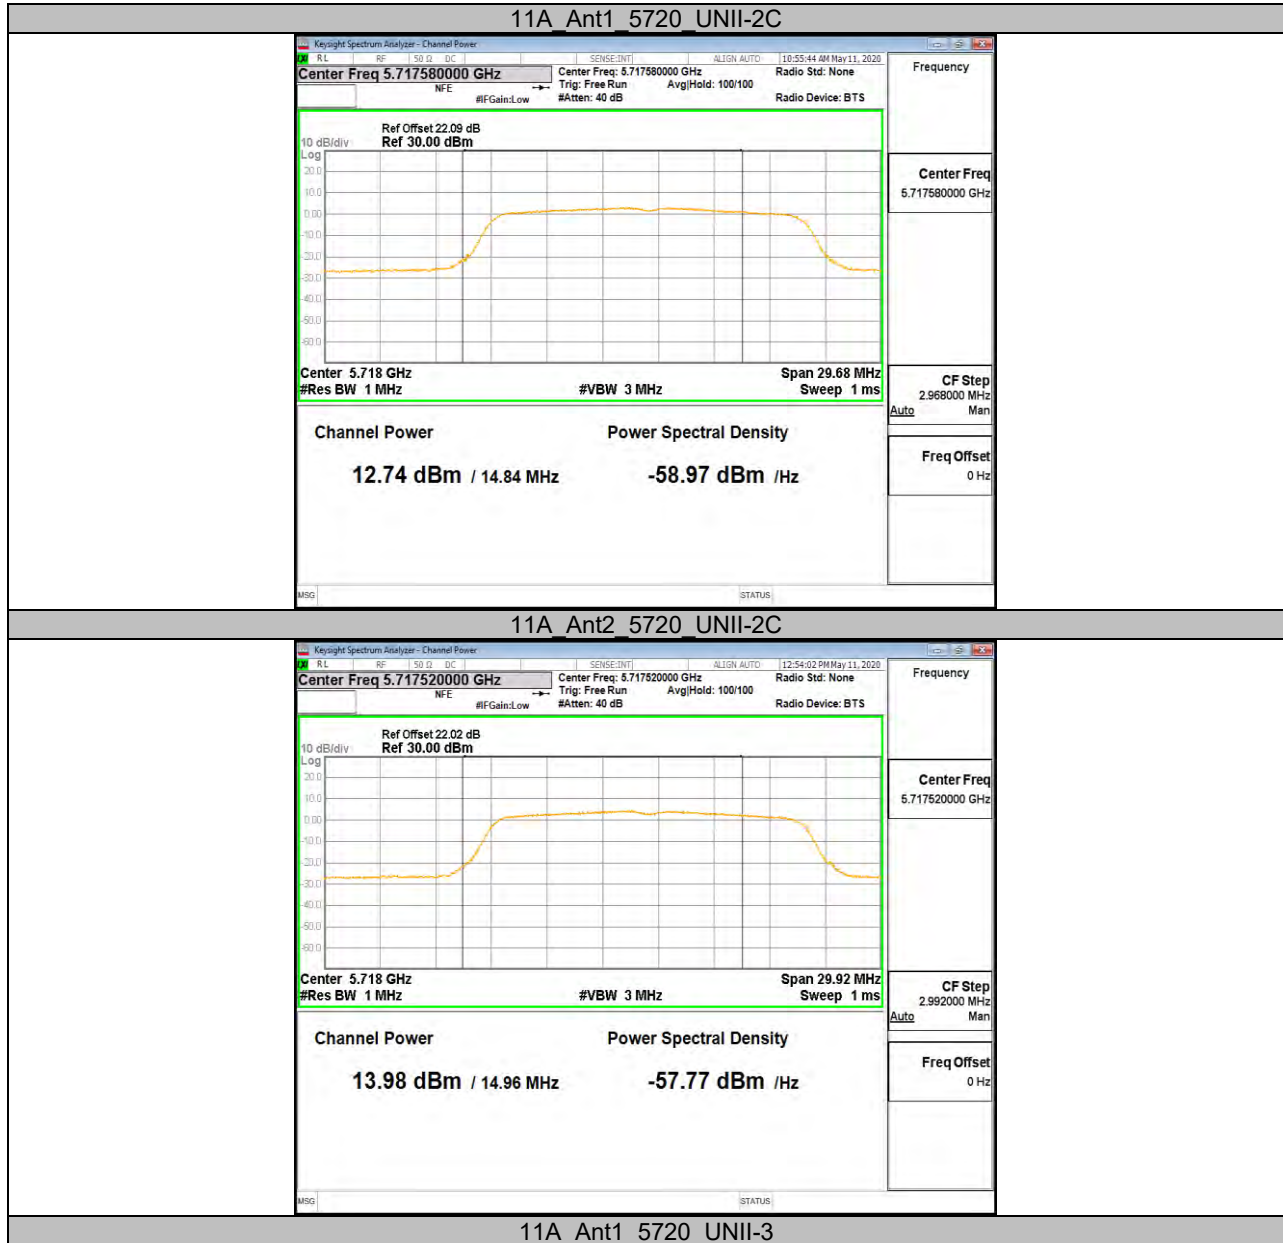 11A_Ant1_5720_UNII-2C
Keysight Spectrum Analyzer - Channel Power
RL RF 50 Ω DC SENSE:INT ALIGN AUTO 10:55:44 AM May 11, 2020
Center Freq 5.717580000 GHz
NFE
#IFGain:Low
Center Freq: 5.717580000 GHz
Trig: Free Run Avg|Hold: 100/100
#Atten: 40 dB
Radio Std: None
Radio Device: BTS
Frequency
Ref Offset 22.09 dB
10 dB/div Ref 30.00 dBm
Log
20.0
10.0
0.00
-10.0
-20.0
-30.0
-40.0
-50.0
-60.0
Center 5.718 GHz Span 29.68 MHz
#Res BW 1 MHz #VBW 3 MHz Sweep 1 ms
Center Freq
5.717580000 GHz
CF Step
2.968000 MHz
Auto Man
Freq Offset
0 Hz
Channel Power Power Spectral Density
12.74 dBm / 14.84 MHz -58.97 dBm /Hz
MSG STATUS
11A_Ant2_5720_UNII-2C
Keysight Spectrum Analyzer - Channel Power
RL RF 50 Ω DC SENSE:INT ALIGN AUTO 12:54:02 PM May 11, 2020
Center Freq 5.717520000 GHz
NFE
#IFGain:Low
Center Freq: 5.717520000 GHz
Trig: Free Run Avg|Hold: 100/100
#Atten: 40 dB
Radio Std: None
Radio Device: BTS
Frequency
Ref Offset 22.02 dB
10 dB/div Ref 30.00 dBm
Log
20.0
10.0
0.00
-10.0
-20.0
-30.0
-40.0
-50.0
-60.0
Center 5.718 GHz Span 29.92 MHz
#Res BW 1 MHz #VBW 3 MHz Sweep 1 ms
Center Freq
5.717520000 GHz
CF Step
2.992000 MHz
Auto Man
Freq Offset
0 Hz
Channel Power Power Spectral Density
13.98 dBm / 14.96 MHz -57.77 dBm /Hz
MSG STATUS
11A_Ant1_5720_UNII-3